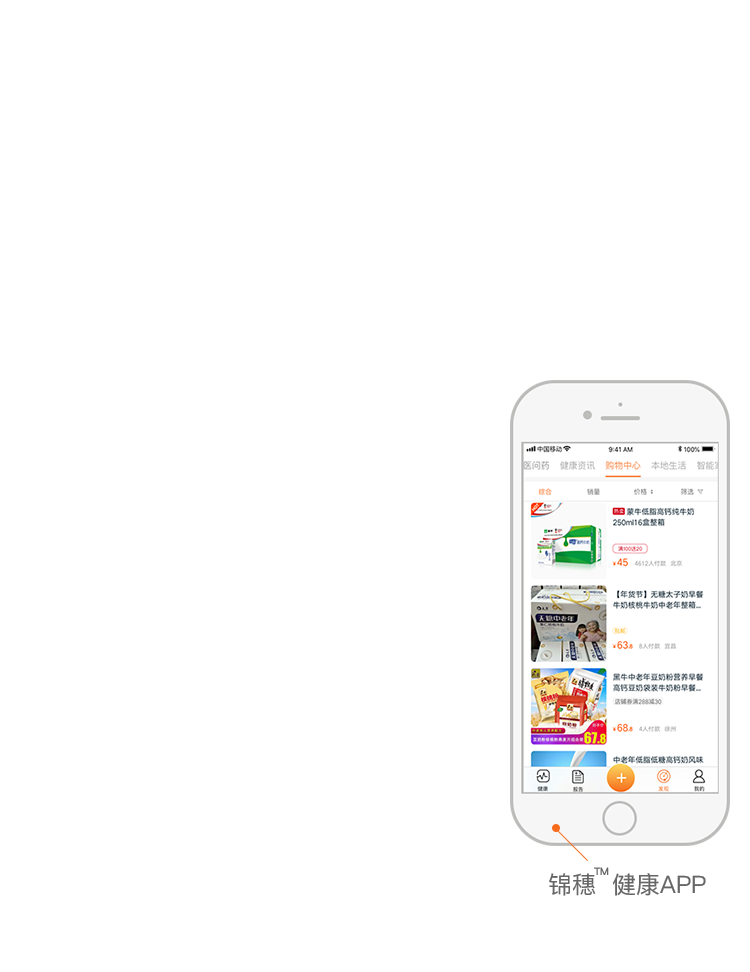 中国移动 9:41 AM 100%
医问药 健康资讯 购物中心 本地生活 智能
综合 销量 价格 筛选
热卖 蒙牛低脂高钙纯牛奶
250ml16盒整箱
满100送20
¥45 4612人付款 北京
【年货节】无糖太子奶早餐
牛奶核桃牛奶中老年整箱...
无糖中老年
包邮
¥63.8 8人付款 宜昌
黑牛中老年豆奶粉营养早餐
高钙豆奶袋装牛奶粉早餐...
店铺券满288减30
67.8
¥68.8 4人付款 徐州
中老年低脂低糖高钙奶风味
健康 报告 + 发现 我的
锦穗™ 健康APP